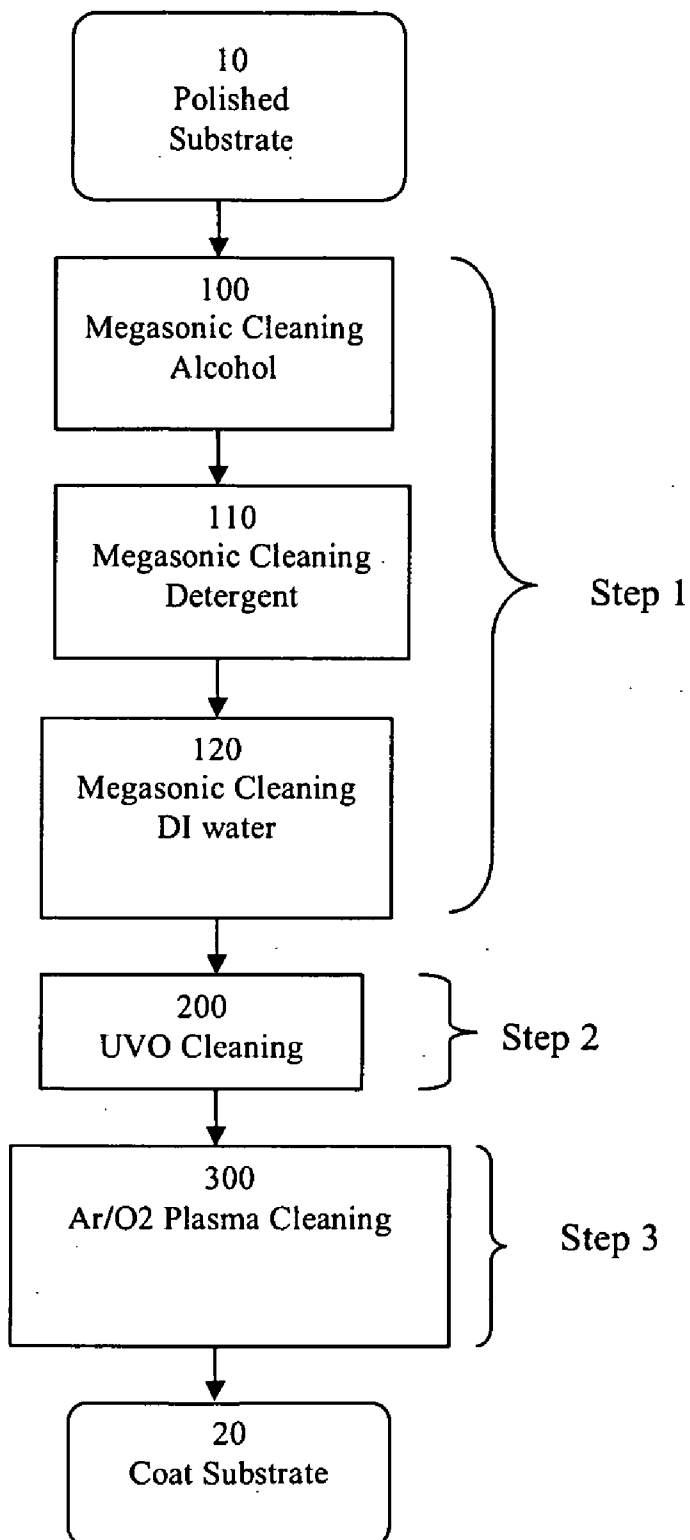 10
Polished
Substrate
100
Megasonic Cleaning
Alcohol
110
Megasonic Cleaning
Detergent
120
Megasonic Cleaning
DI water
Step 1
200
UVO Cleaning
Step 2
300
Ar/O2 Plasma Cleaning
Step 3
20
Coat Substrate